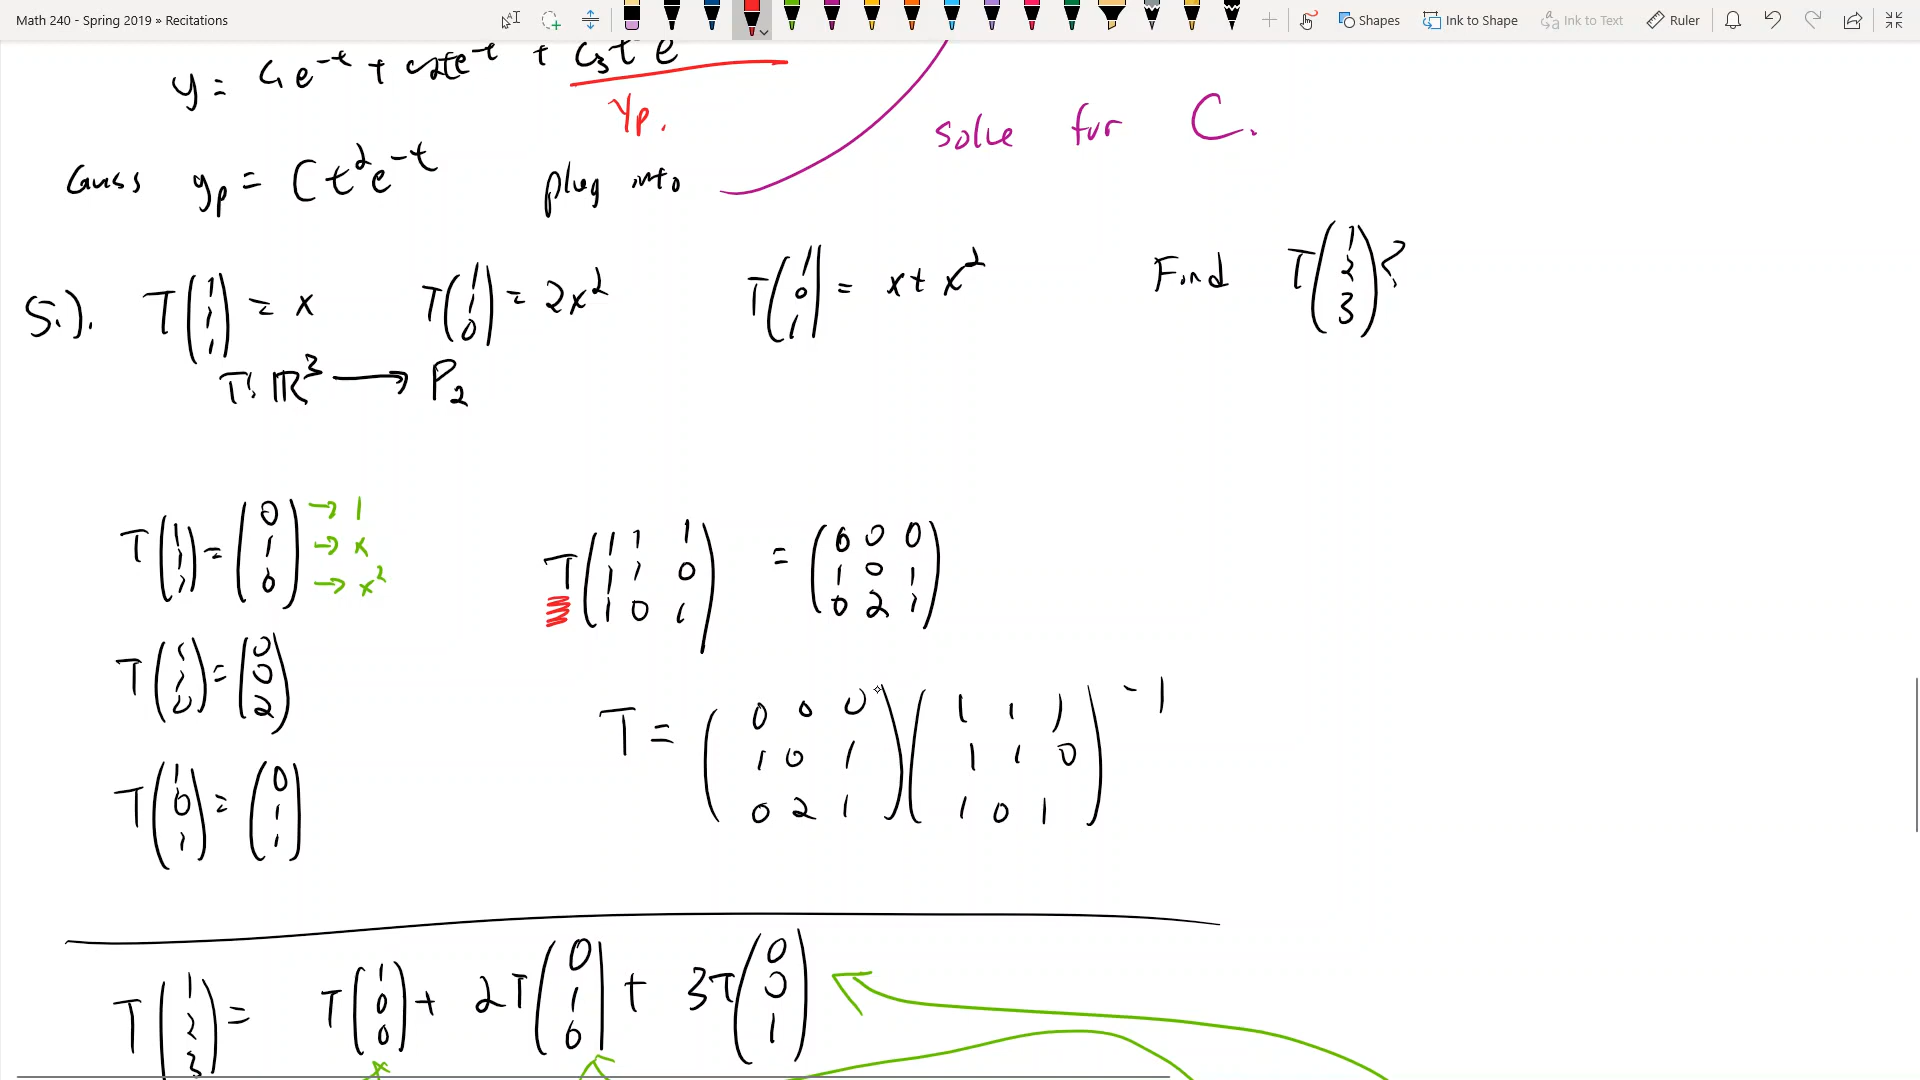 Math 240 - Spring 2019 » Recitations
Shapes Ink to Shape Ink to Text Ruler
y = c₁e^-t + c₂te^-t + c₃t e
yp.
solve for C.
Guess yp = Ct²e^-t plug into
5.). T(1 1 1) = x T(1 1 0) = 2x² T(1 0 1) = x + x² Find T(1 2 3)?
T: ℝ³ → P₂
T(1 1 1) = (0 1 0) → 1 → x → x²
T(1 1 1; 1 1 0; 1 0 1) = (0 0 0; 1 0 1; 0 2 1)
T(1 1 0) = (0 0 2)
T = (0 0 0; 1 0 1; 0 2 1)(1 1 1; 1 1 0; 1 0 1)^-1
T(1 0 1) = (0 1 1)
T(1 2 3) = T(1 0 0) + 2T(0 1 0) + 3T(0 0 1)
x